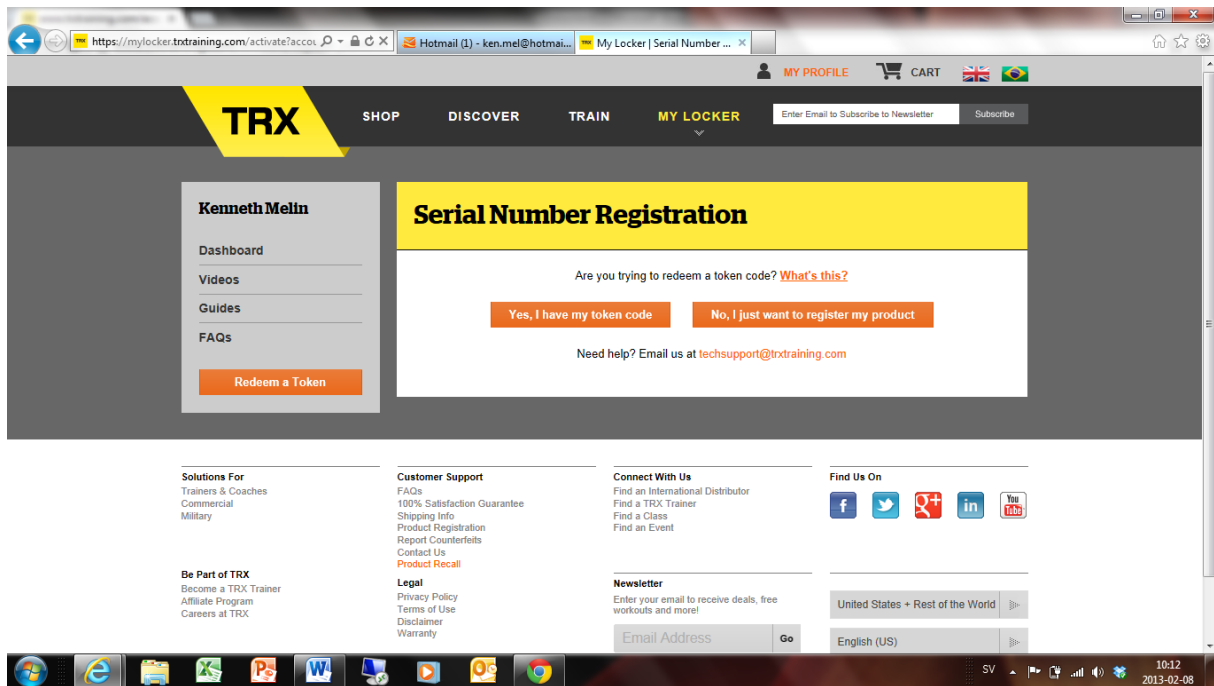 https://mylocker.trxtraining.com/activate?accou
Hotmail (1) - ken.mel@hotmai...
My Locker | Serial Number ...
MY PROFILE
CART
TRX
SHOP
DISCOVER
TRAIN
MY LOCKER
Enter Email to Subscribe to Newsletter
Subscribe
Kenneth Melin
Dashboard
Videos
Guides
FAQs
Redeem a Token
Serial Number Registration
Are you trying to redeem a token code? What's this?
Yes, I have my token code
No, I just want to register my product
Need help? Email us at techsupport@trxtraining.com
Solutions For
Trainers & Coaches
Commercial
Military
Be Part of TRX
Become a TRX Trainer
Affiliate Program
Careers at TRX
Customer Support
FAQs
100% Satisfaction Guarantee
Shipping Info
Product Registration
Report Counterfeits
Contact Us
Product Recall
Legal
Privacy Policy
Terms of Use
Disclaimer
Warranty
Connect With Us
Find an International Distributor
Find a TRX Trainer
Find a Class
Find an Event
Newsletter
Enter your email to receive deals, free
workouts and more!
Email Address
Go
Find Us On
You
Tube
United States + Rest of the World
English (US)
SV
10:12
2013-02-08